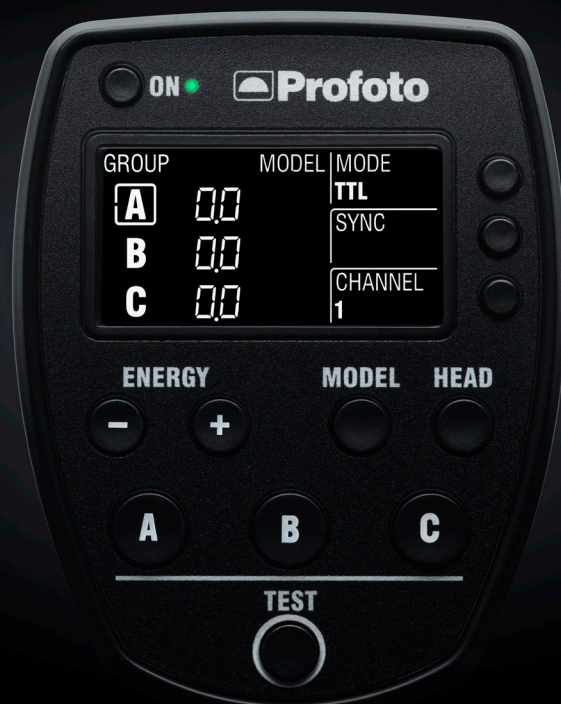 ON Profoto
GROUP MODEL MODE
TTL
A 0.0
SYNC
B 0.0
CHANNEL
C 0.0
1
ENERGY MODEL HEAD
- +
A B C
TEST